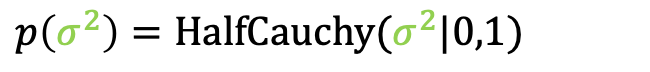 p(σ²) = HalfCauchy(σ²|0,1)